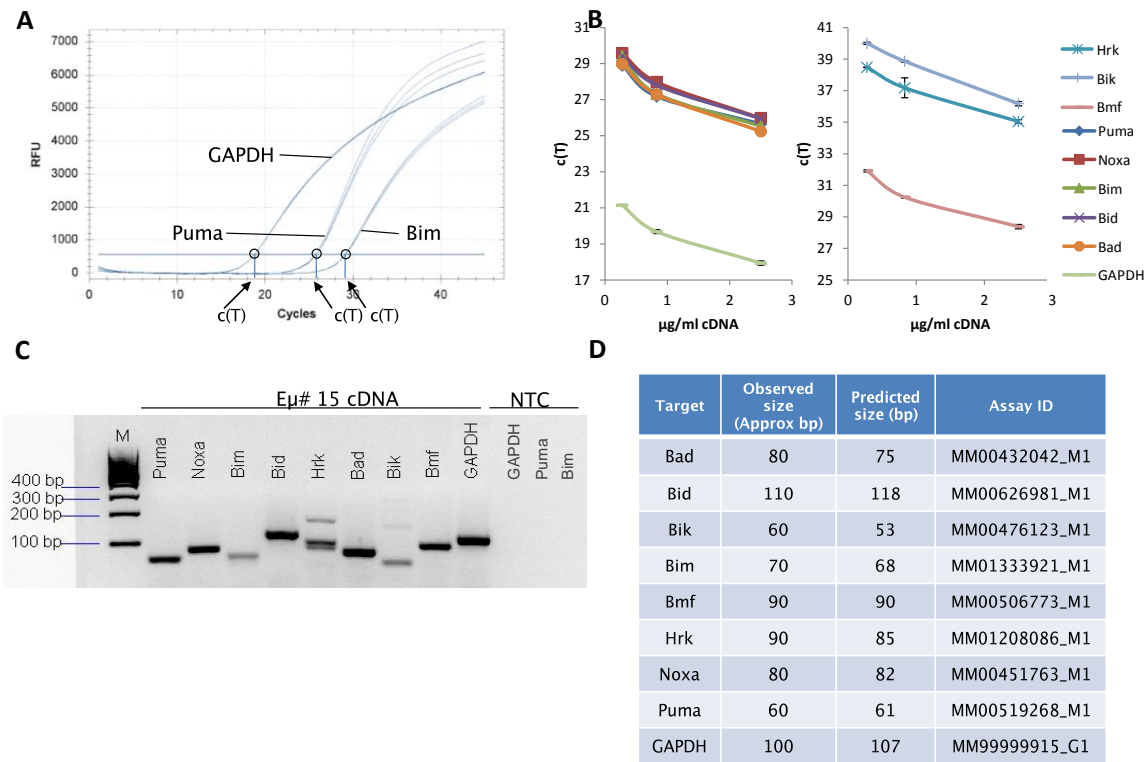 A
7000
6000
5000
4000
3000
2000
1000
0
RFU
GAPDH
Puma
Bim
0
10
20
30
40
c(T)
Cycles
c(T)
c(T)
B
31
29
27
25
23
21
19
17
c(T)
0
1
2
3
µg/ml cDNA
41
39
37
35
33
31
29
27
25
c(T)
0
1
2
3
µg/ml cDNA
Hrk
Bik
Bmf
Puma
Noxa
Bim
Bid
Bad
GAPDH
C
Eµ# 15 cDNA
NTC
M
Puma
Noxa
Bim
Bid
Hrk
Bad
Bik
Bmf
GAPDH
GAPDH
Puma
Bim
400 bp
300 bp
200 bp
100 bp
D
Target
Observed size (Approx bp)
Predicted size (bp)
Assay ID
Bad 80 75 MM00432042_M1
Bid 110 118 MM00626981_M1
Bik 60 53 MM00476123_M1
Bim 70 68 MM01333921_M1
Bmf 90 90 MM00506773_M1
Hrk 90 85 MM01208086_M1
Noxa 80 82 MM00451763_M1
Puma 60 61 MM00519268_M1
GAPDH 100 107 MM99999915_G1